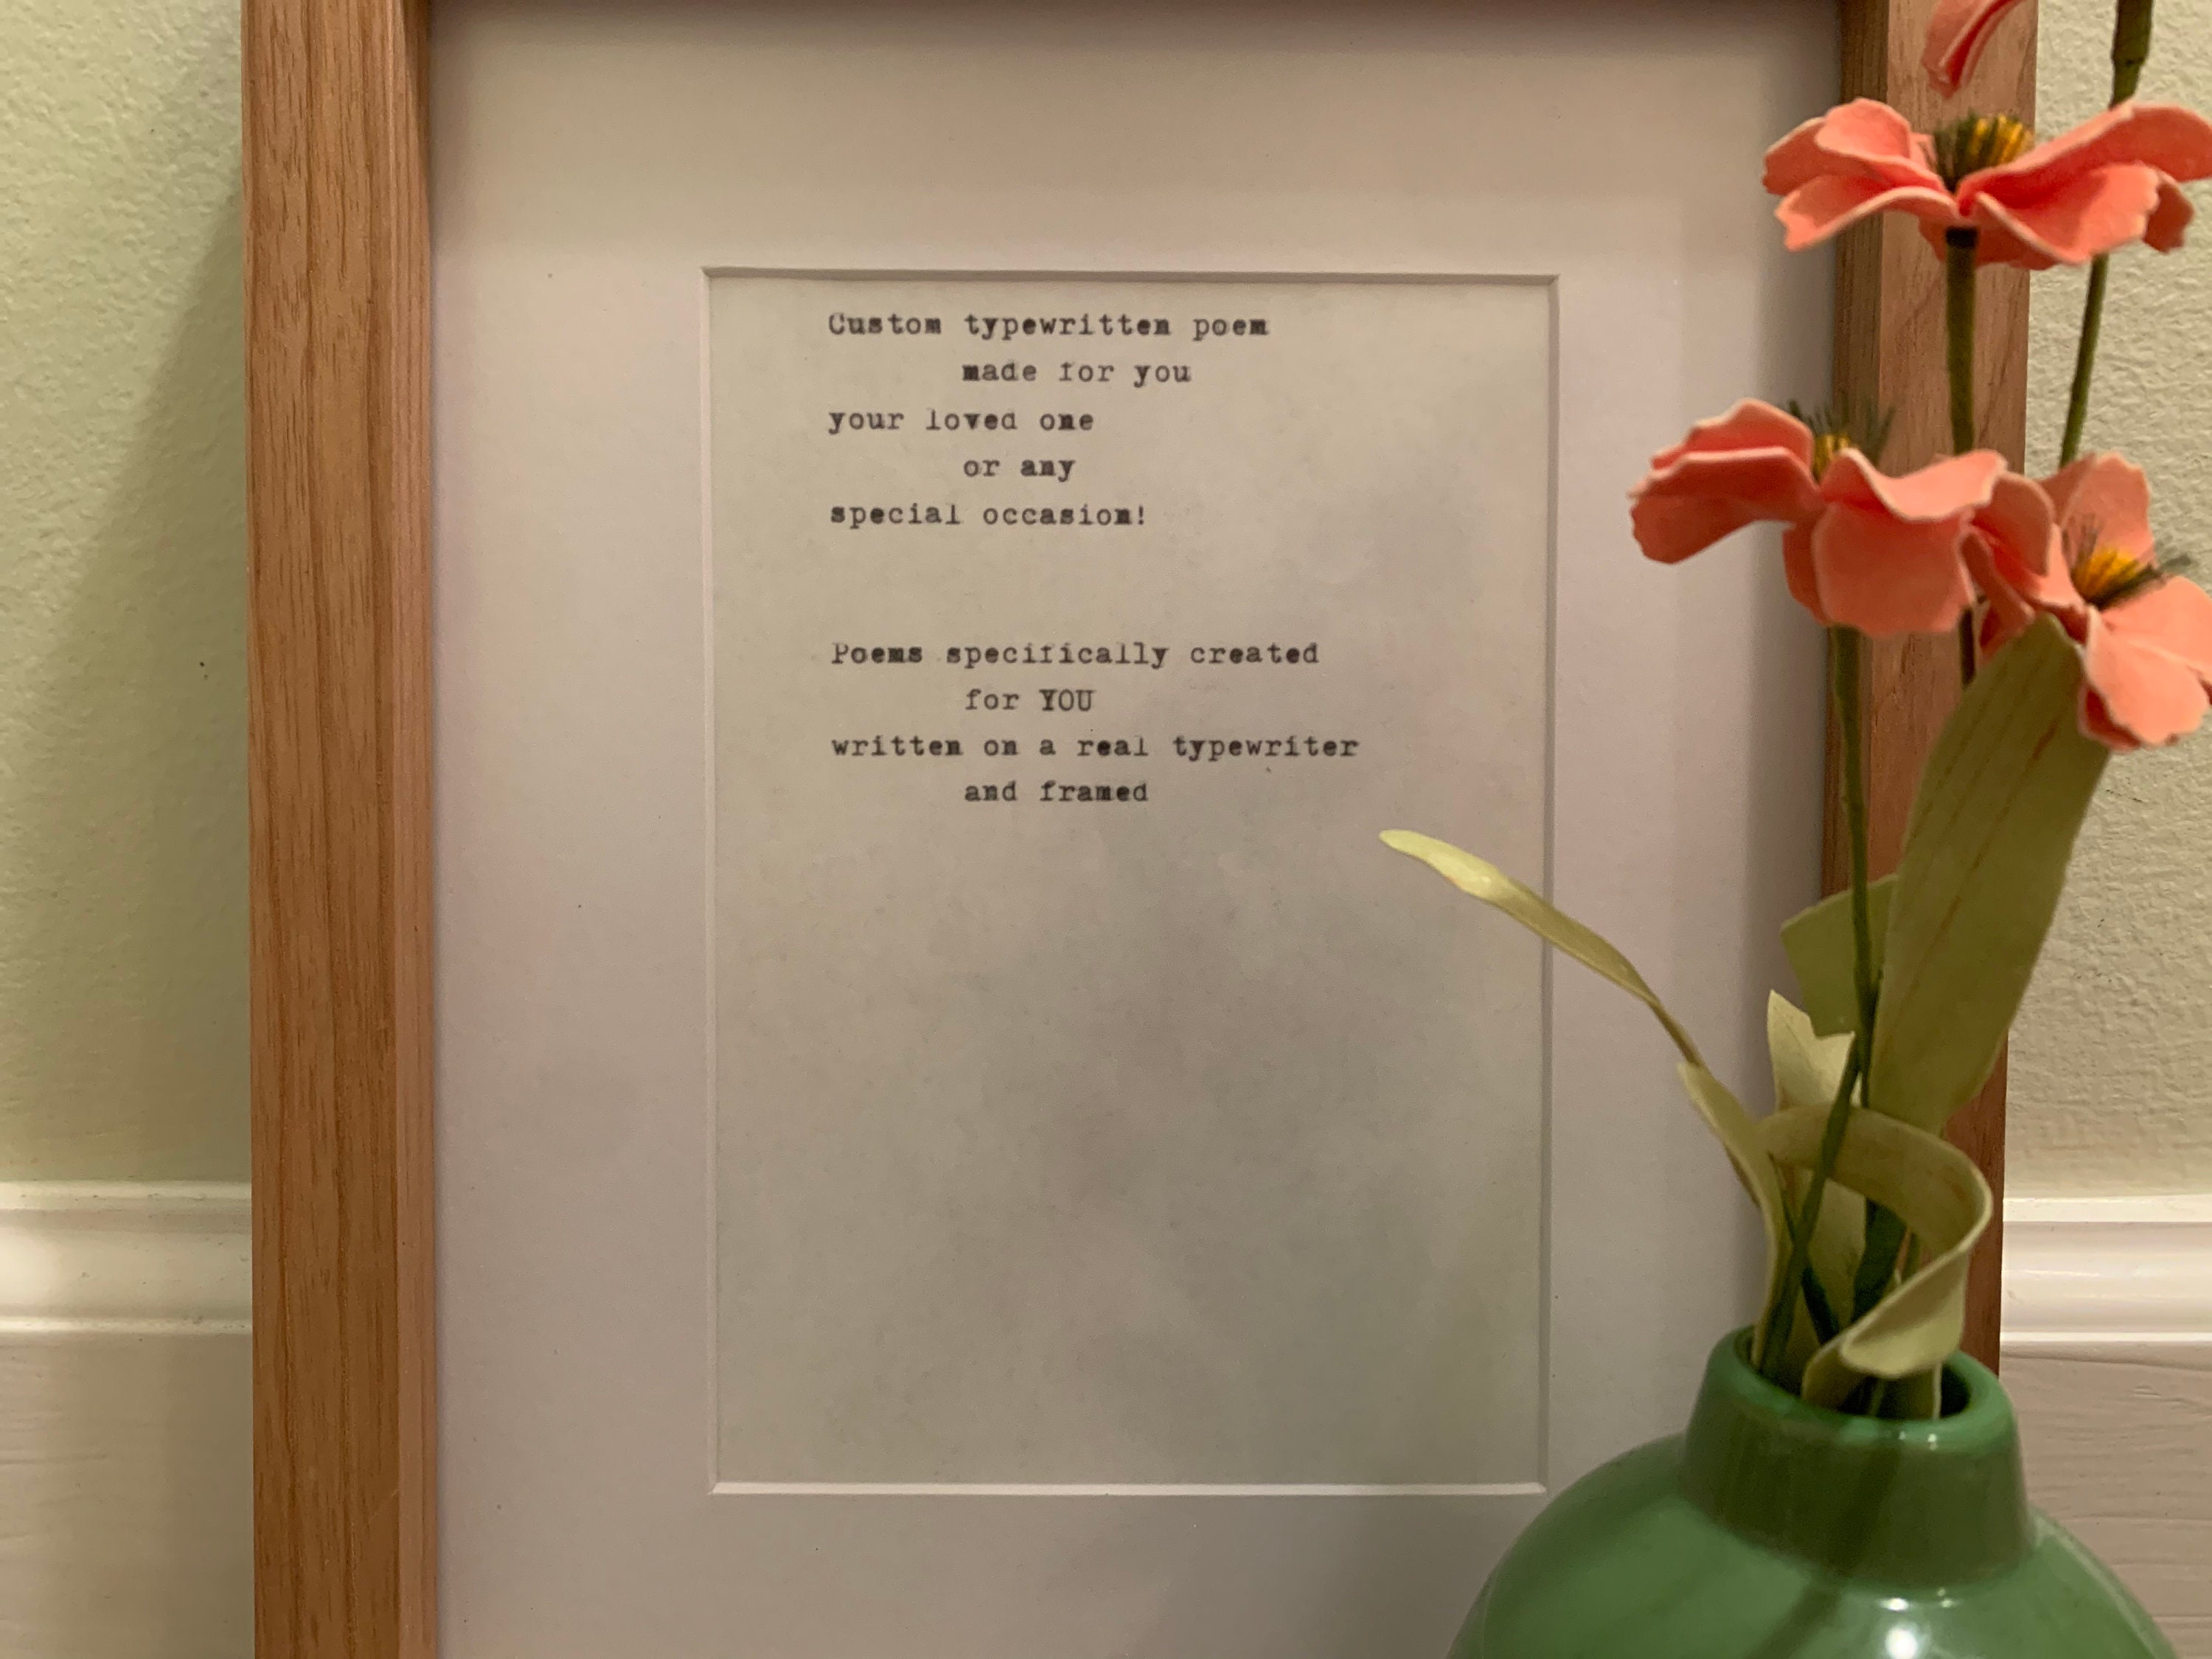 Custom typewritten poem
made for you
your loved one
or any
special occasion!
Poems specifically created
for YOU
written on a real typewriter
and framed